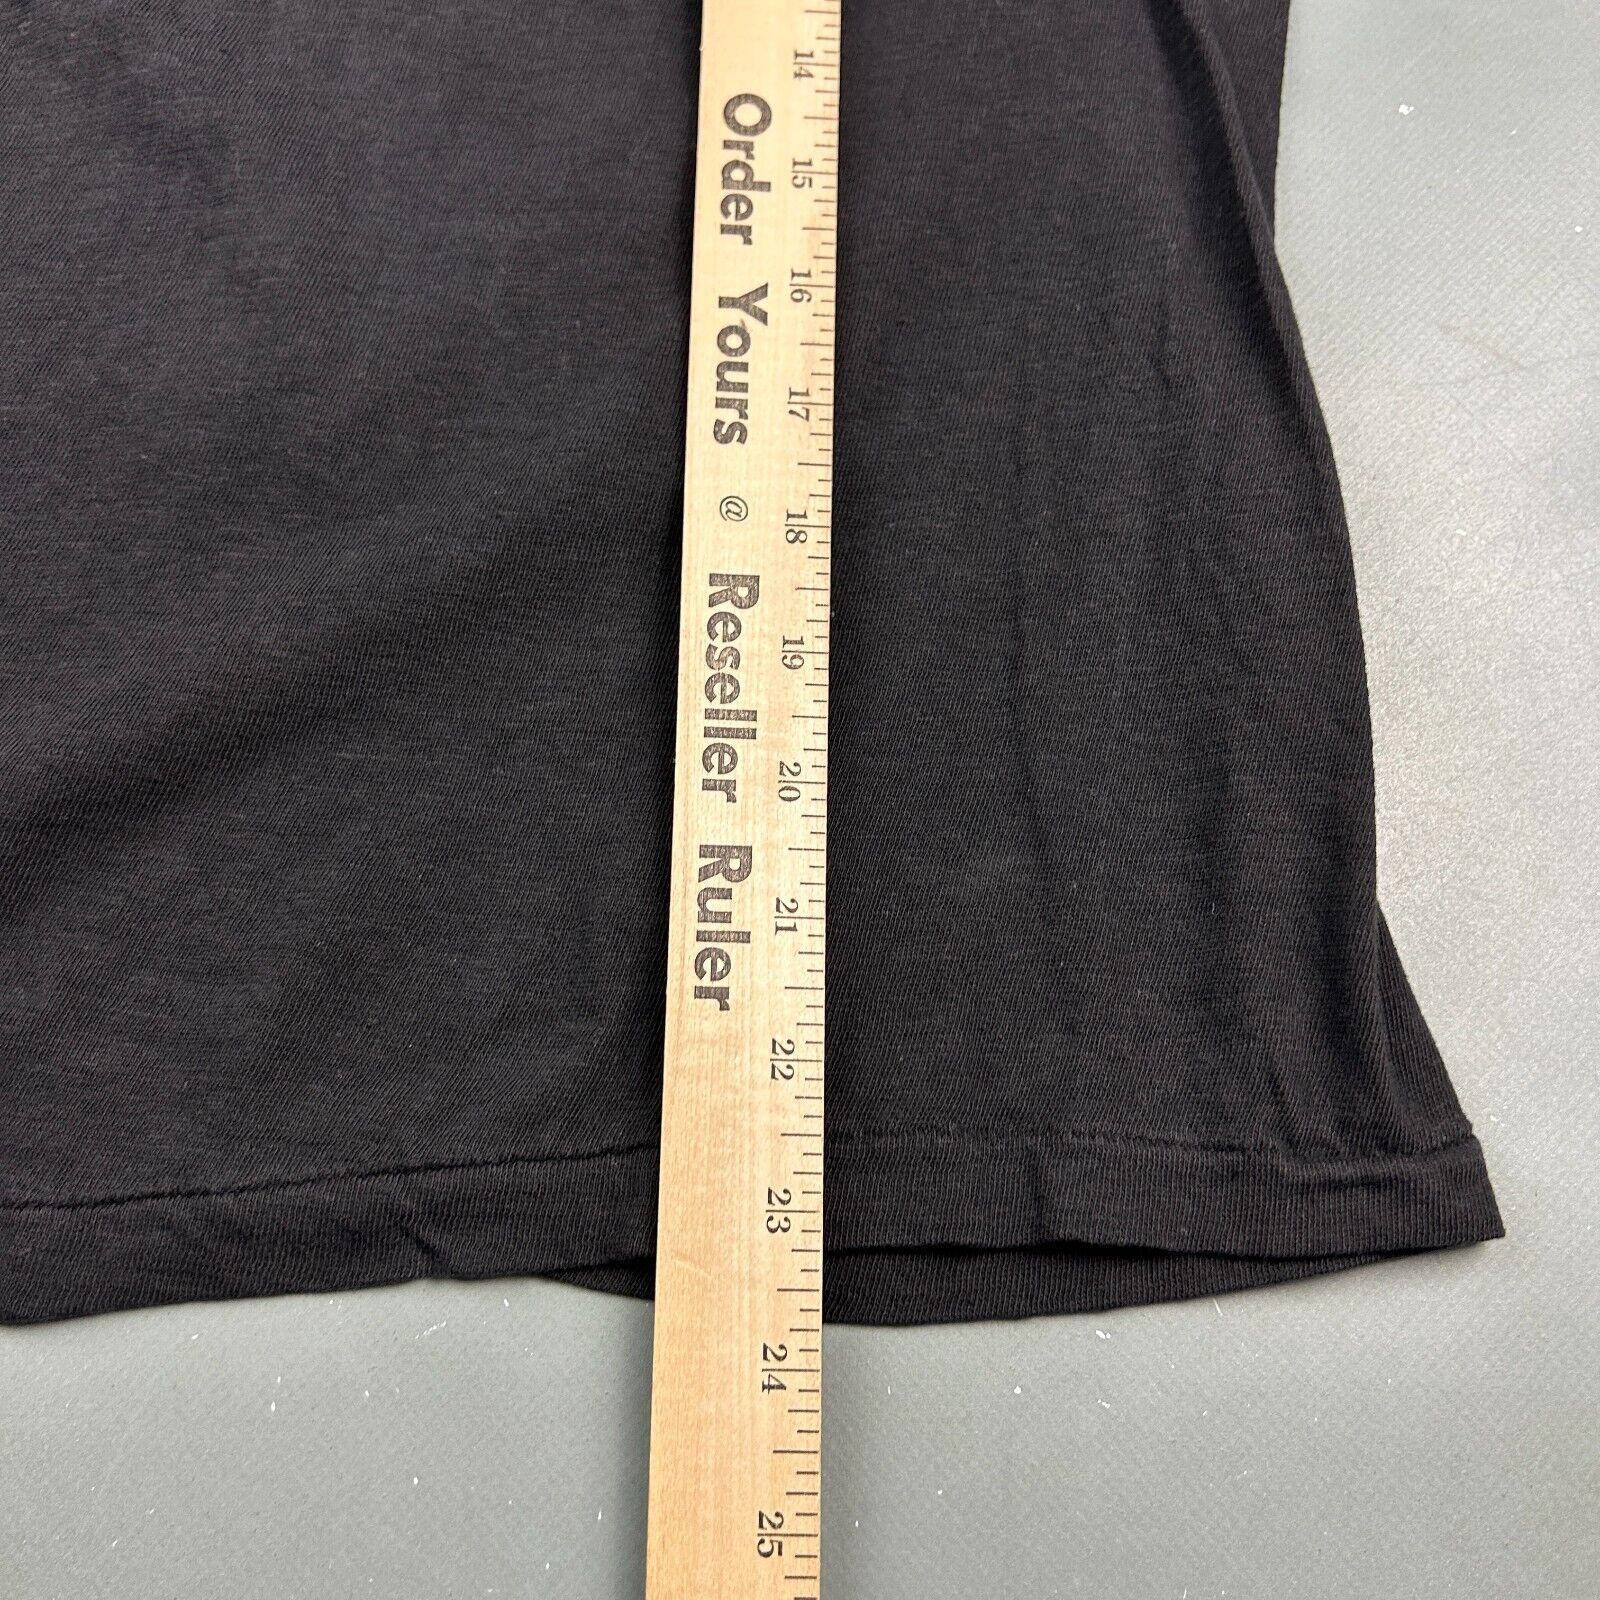 Order Yours @ Reseller Ruler
14 15 16 17 18 19 20 21 22 23 24 25